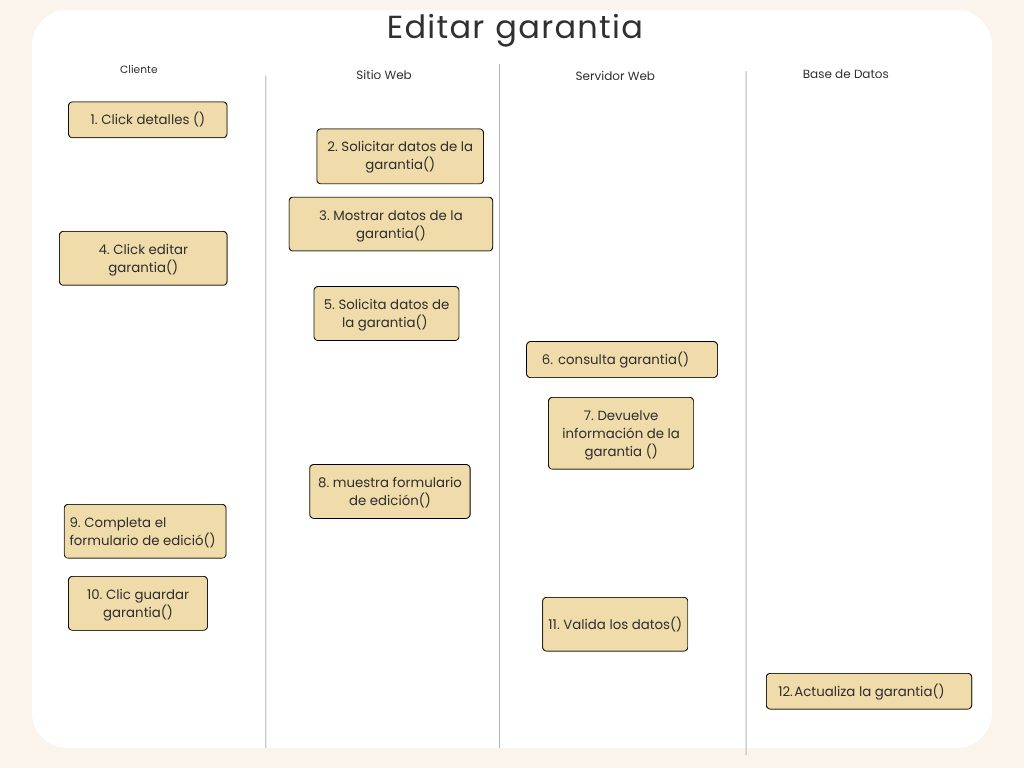 Editar garantia
Cliente
Sitio Web
Servidor Web
Base de Datos
1. Click detalles ()
2. Solicitar datos de la
garantia()
3. Mostrar datos de la
garantia()
4. Click editar
garantia()
5. Solicita datos de
la garantia()
6. consulta garantia()
7. Devuelve
información de la
garantia ()
8. muestra formulario
de edición()
9. Completa el
formulario de edició()
10. Clic guardar
garantia()
11. Valida los datos()
12.Actualiza la garantia()